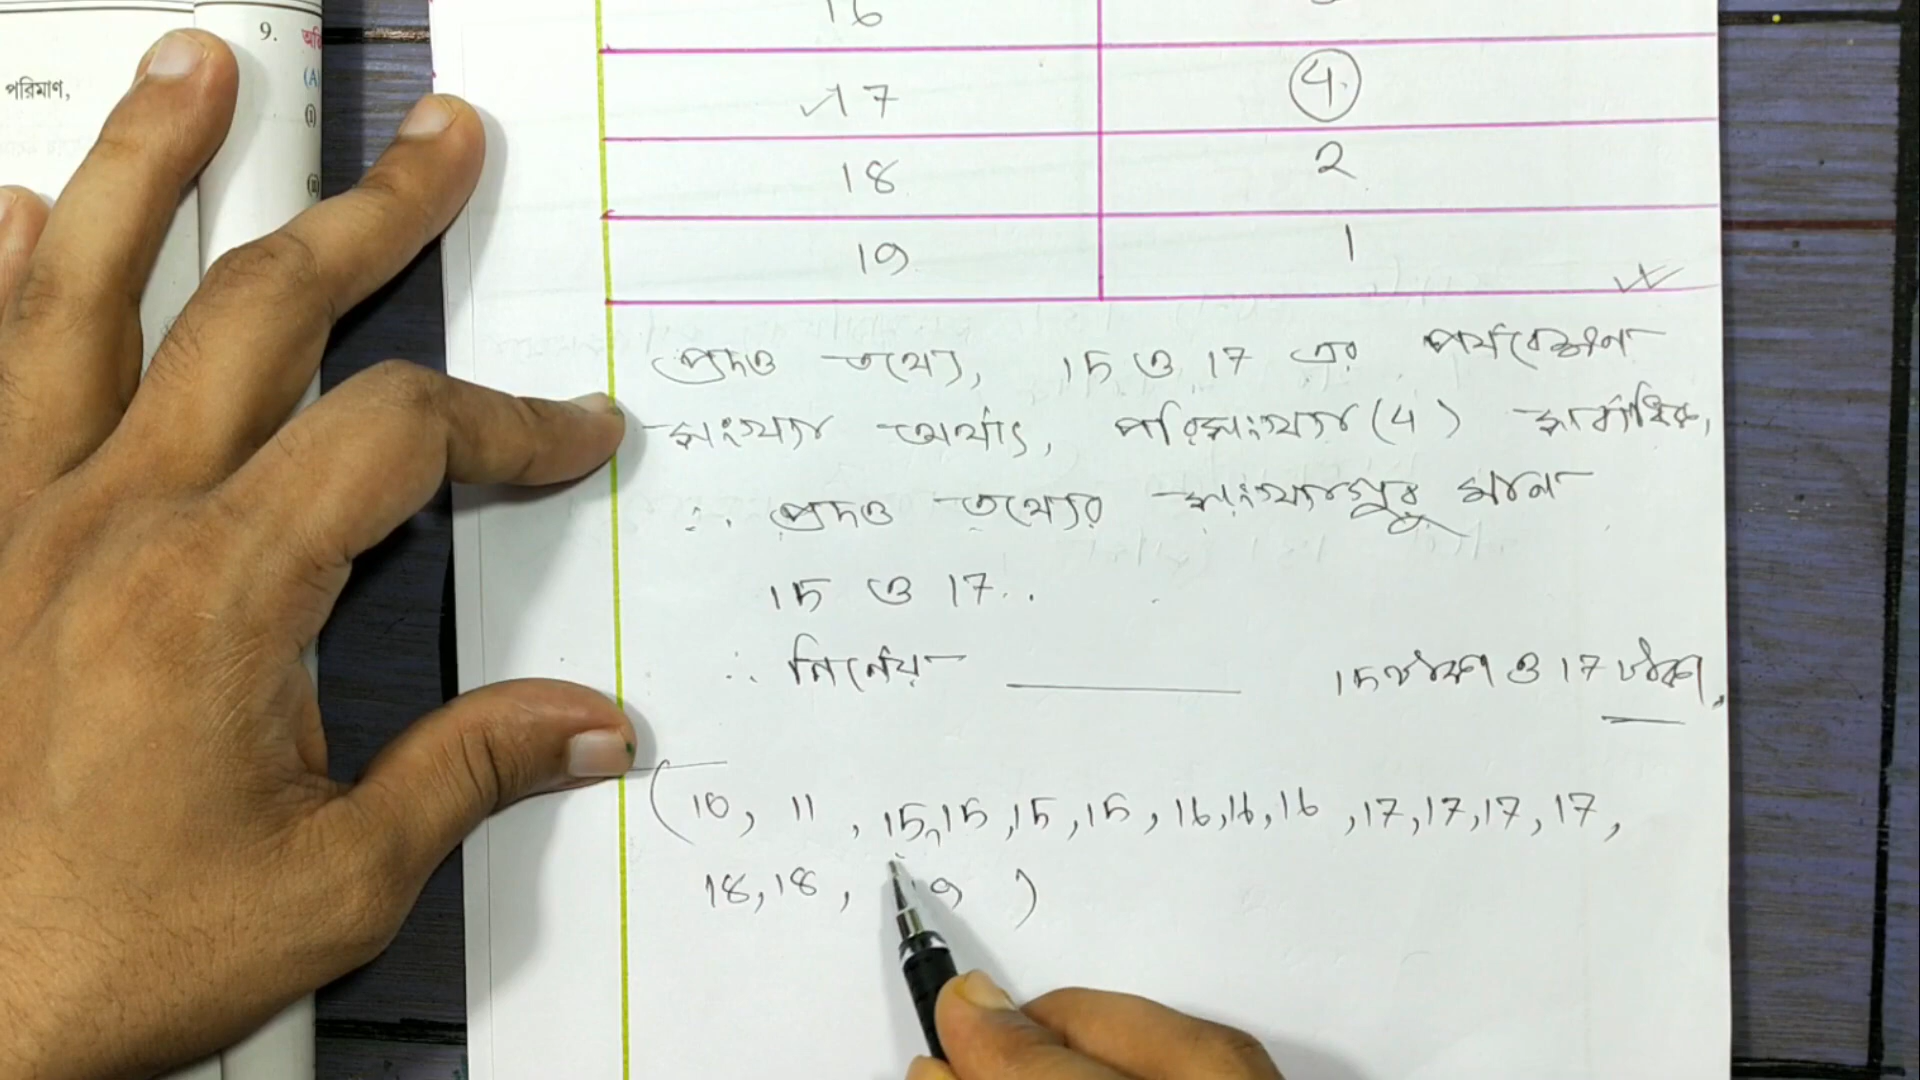 পরিমাণ,
9.
(A)
(i)
(ii)
16
17 4
18 2
19 1
প্রদত্ত তথ্যে, 15 ও 17 এর পর্যবেক্ষণ
সংখ্যা অর্থাৎ, পরিসংখ্যা (4) সর্বাধিক,
∴ প্রদত্ত তথ্যের সংখ্যাগুরু মান
15 ও 17.
∴ নির্ণেয় 15 টাকা ও 17 টাকা,
(10, 11, 15, 15, 15, 15, 16, 16, 16, 17, 17, 17, 17,
18, 18, 19 )